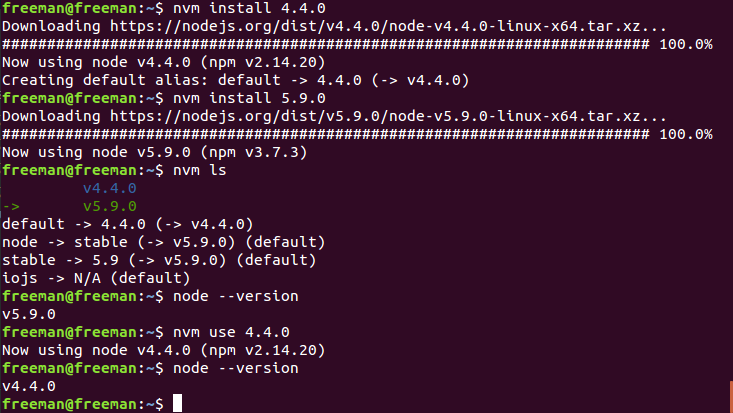 freeman@freeman:~$ nvm install 4.4.0
Downloading https://nodejs.org/dist/v4.4.0/node-v4.4.0-linux-x64.tar.xz...
######################################################################## 100.0%
Now using node v4.4.0 (npm v2.14.20)
Creating default alias: default -> 4.4.0 (-> v4.4.0)
freeman@freeman:~$ nvm install 5.9.0
Downloading https://nodejs.org/dist/v5.9.0/node-v5.9.0-linux-x64.tar.xz...
######################################################################## 100.0%
Now using node v5.9.0 (npm v3.7.3)
freeman@freeman:~$ nvm ls
         v4.4.0
->       v5.9.0
default -> 4.4.0 (-> v4.4.0)
node -> stable (-> v5.9.0) (default)
stable -> 5.9 (-> v5.9.0) (default)
iojs -> N/A (default)
freeman@freeman:~$ node --version
v5.9.0
freeman@freeman:~$ nvm use 4.4.0
Now using node v4.4.0 (npm v2.14.20)
freeman@freeman:~$ node --version
v4.4.0
freeman@freeman:~$